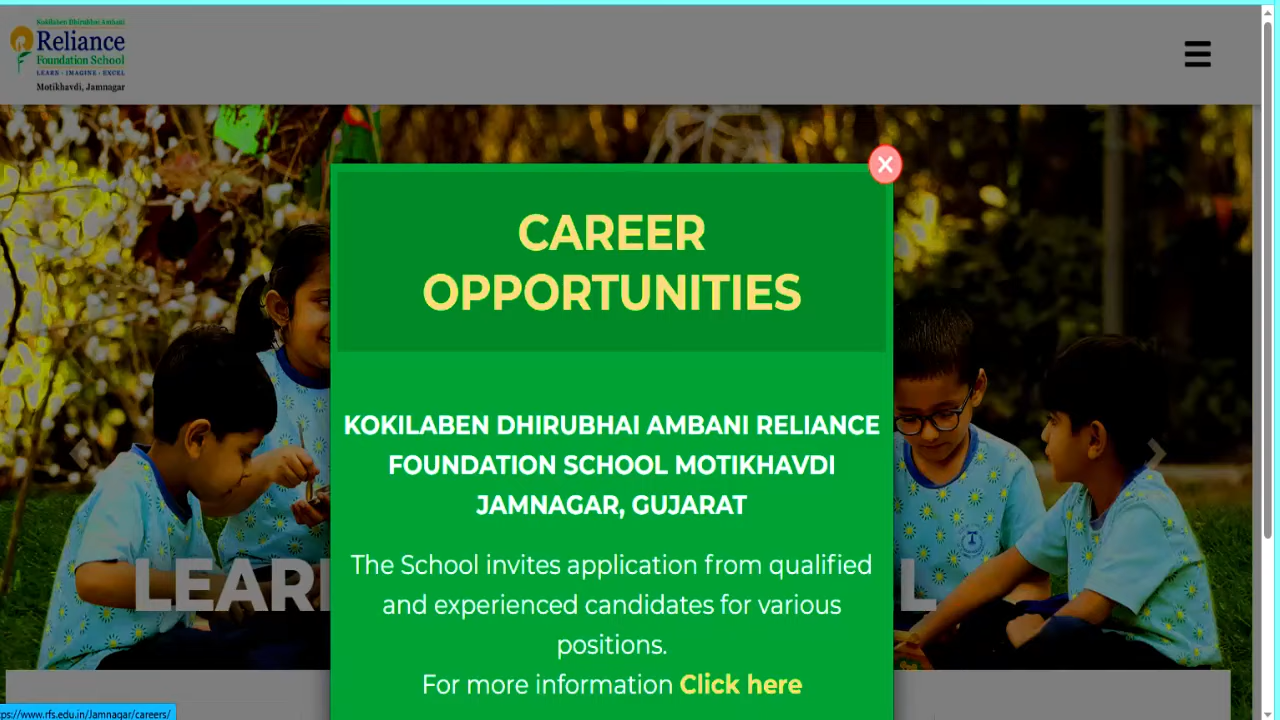 Kokilaben Dhirubhai Ambani
Reliance
Foundation School
LEARN · IMAGINE · EXCEL
Motikhavdi, Jamnagar
CAREER
OPPORTUNITIES
KOKILABEN DHIRUBHAI AMBANI RELIANCE
FOUNDATION SCHOOL MOTIKHAVDI
JAMNAGAR, GUJARAT
The School invites application from qualified
and experienced candidates for various
positions.
For more information Click here
LEAR L
ps://www.rfs.edu.in/Jamnagar/careers/